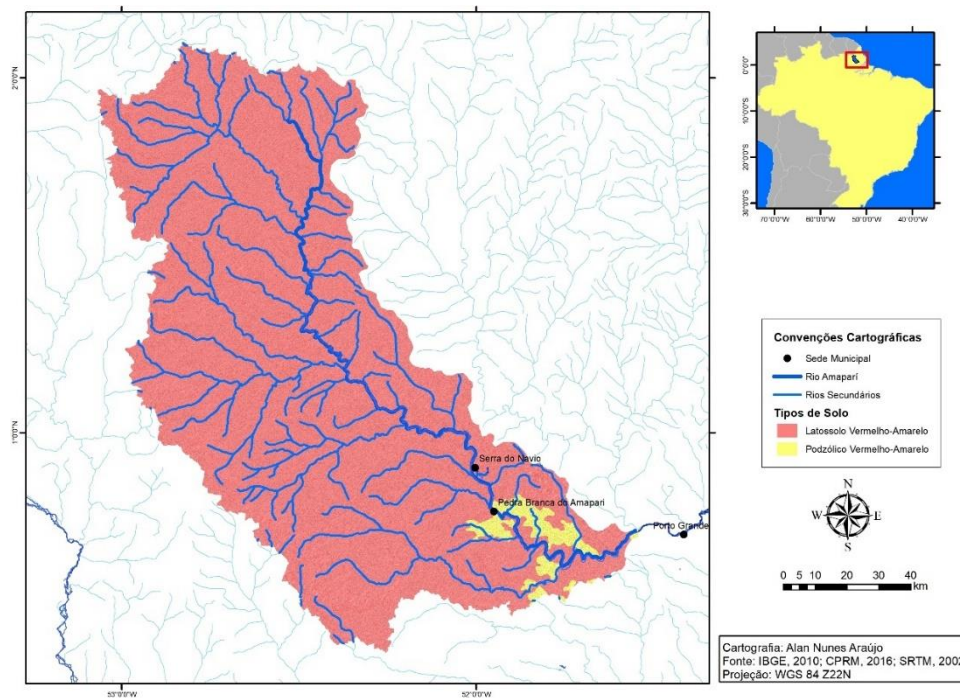 2°0'0"N
1°0'0"N
53°0'0"W
52°0'0"W
Serra do Navio
Pedra Branca do Amapari
Porto Grande
0°0'0"
10°0'0"S
20°0'0"S
30°0'0"S
70°0'0"W
60°0'0"W
50°0'0"W
40°0'0"W
Convenções Cartográficas
Sede Municipal
Rio Amaparí
Rios Secundários
Tipos de Solo
Latossolo Vermelho-Amarelo
Podzólico Vermelho-Amarelo
N
W
E
S
0 5 10 20 30 40
km
Cartografia: Alan Nunes Araújo
Fonte: IBGE, 2010; CPRM, 2016; SRTM, 2002
Projeção: WGS 84 Z22N